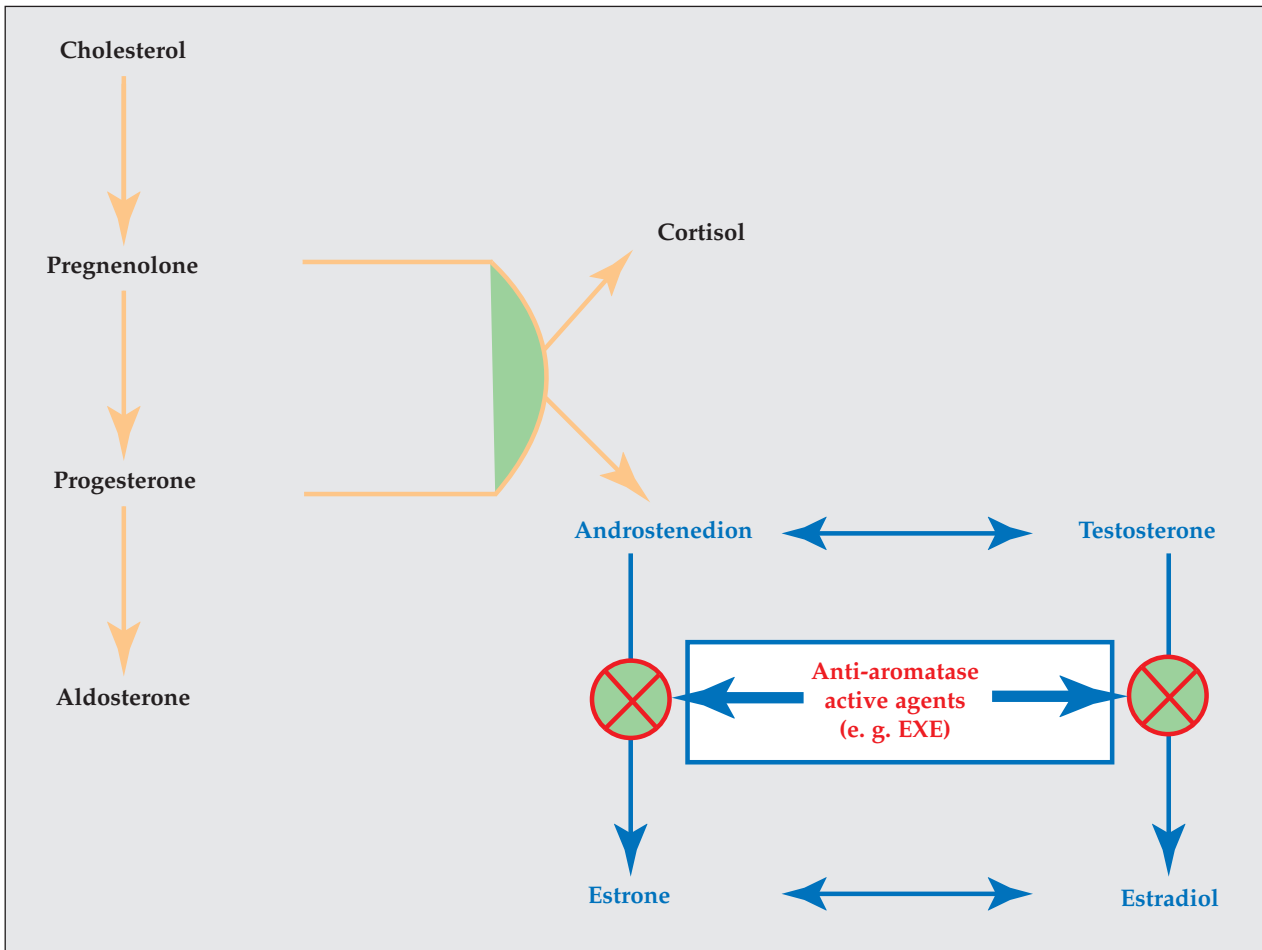 Cholesterol
Cortisol
Pregnenolone
Progesterone
Androstenedion
Testosterone
Anti-aromatase
active agents
(e. g. EXE)
Aldosterone
Estrone
Estradiol